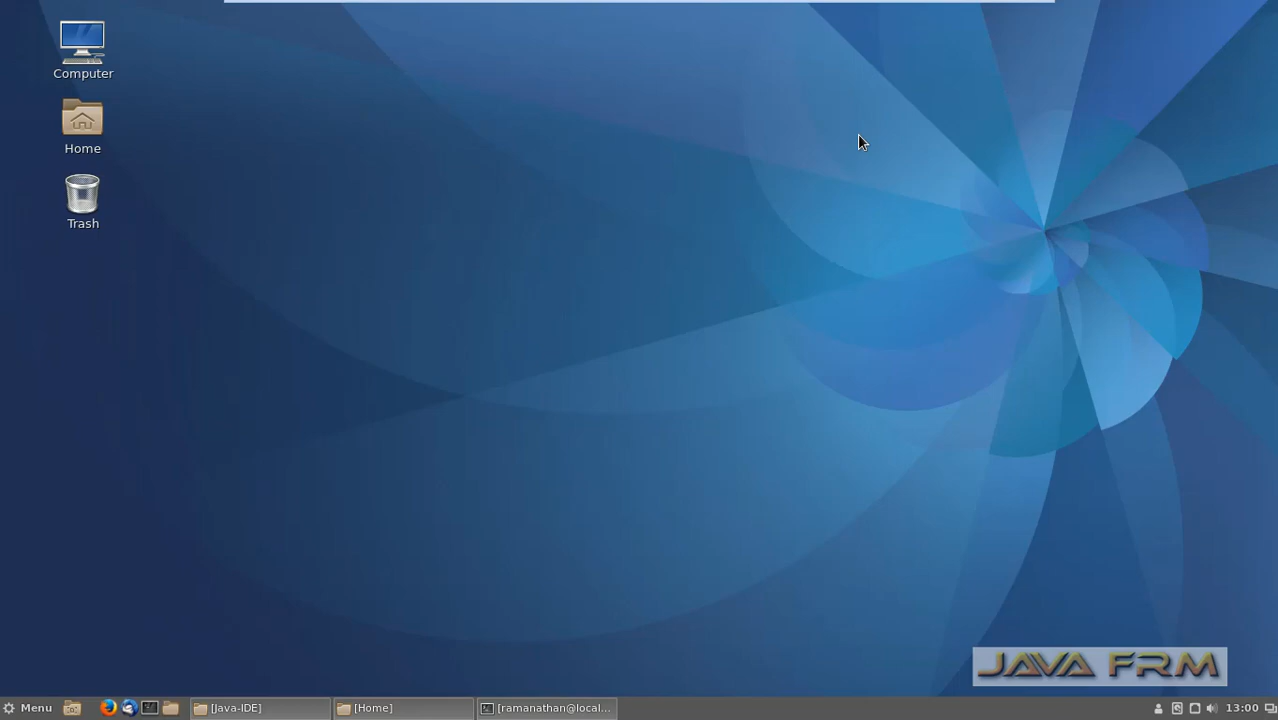 Computer
Home
Trash
JAVA FRM
Menu
[Java-IDE]
[Home]
[ramanathan@local...
13:00